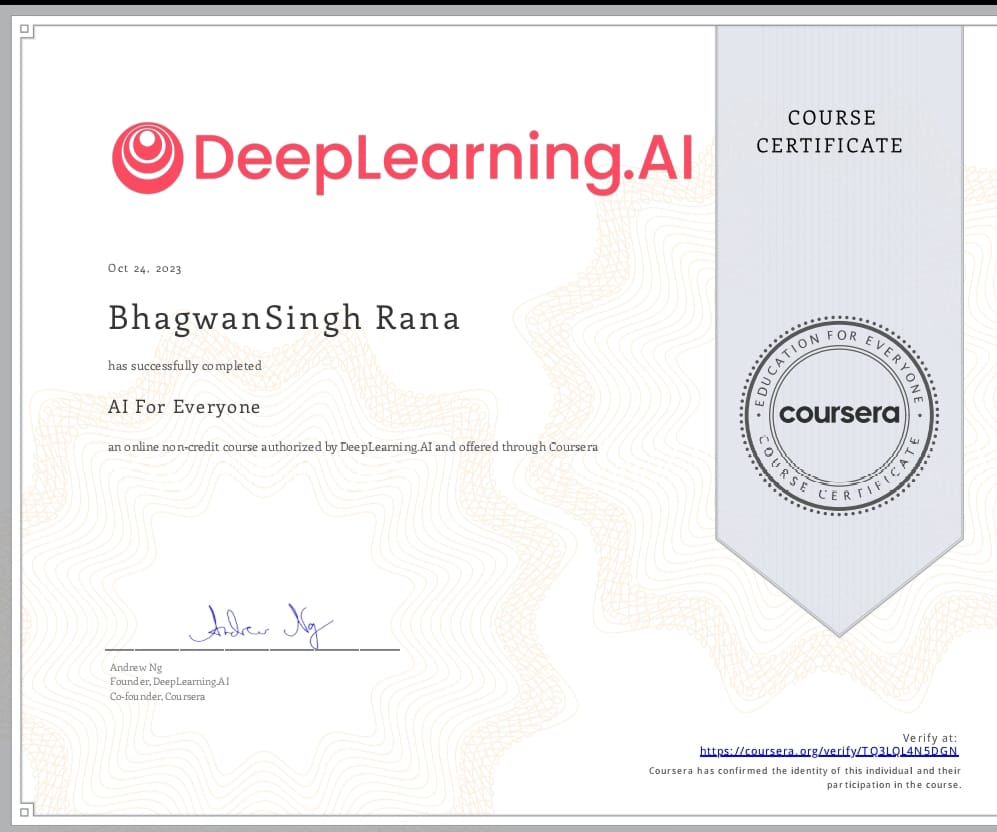 DeepLearning.AI
COURSE
CERTIFICATE
Oct 24, 2023
BhagwanSingh Rana
has successfully completed
AI For Everyone
an online non-credit course authorized by DeepLearning.AI and offered through Coursera
EDUCATION FOR EVERYONE
coursera
COURSE CERTIFICATE
Andrew Ng
Andrew Ng
Founder, DeepLearning.AI
Co-founder, Coursera
Verify at:
https://coursera.org/verify/TQ3LQL4N5DGN
Coursera has confirmed the identity of this individual and their
participation in the course.